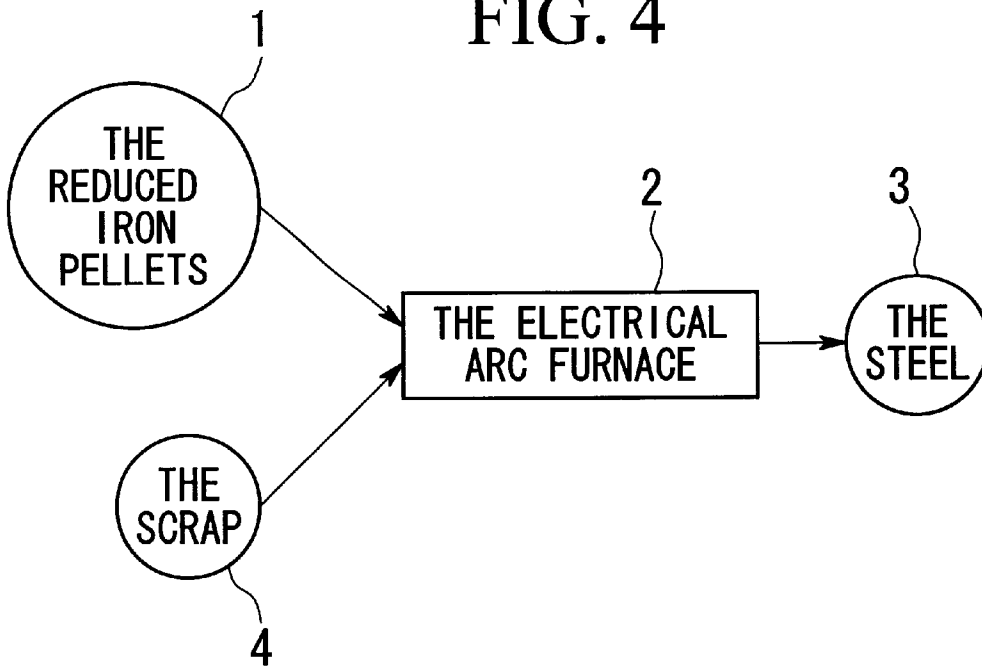 FIG. 4
1
THE
REDUCED
IRON
PELLETS
2
THE ELECTRICAL
ARC FURNACE
3
THE
STEEL
THE
SCRAP
4